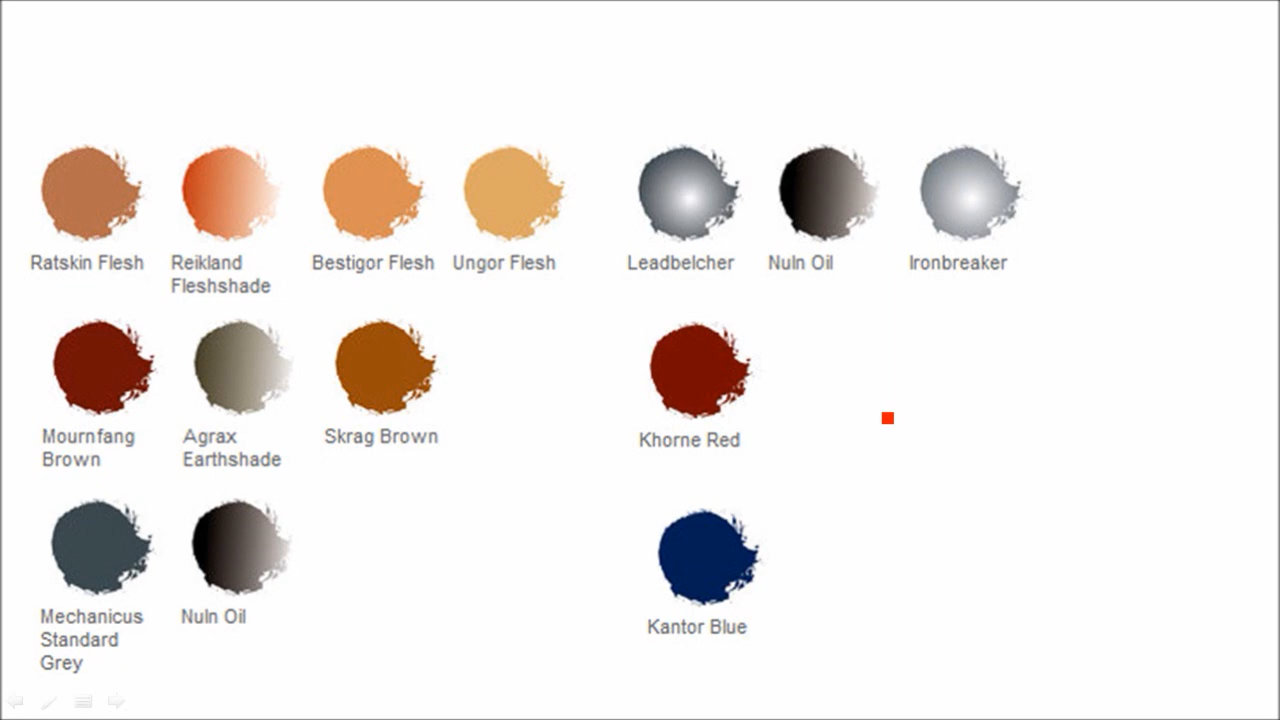 Ratskin Flesh
Reikland
Fleshshade
Bestigor Flesh
Ungor Flesh
Leadbelcher
Nuln Oil
Ironbreaker
Mournfang
Brown
Agrax
Earthshade
Skrag Brown
Khorne Red
Mechanicus
Standard
Grey
Nuln Oil
Kantor Blue